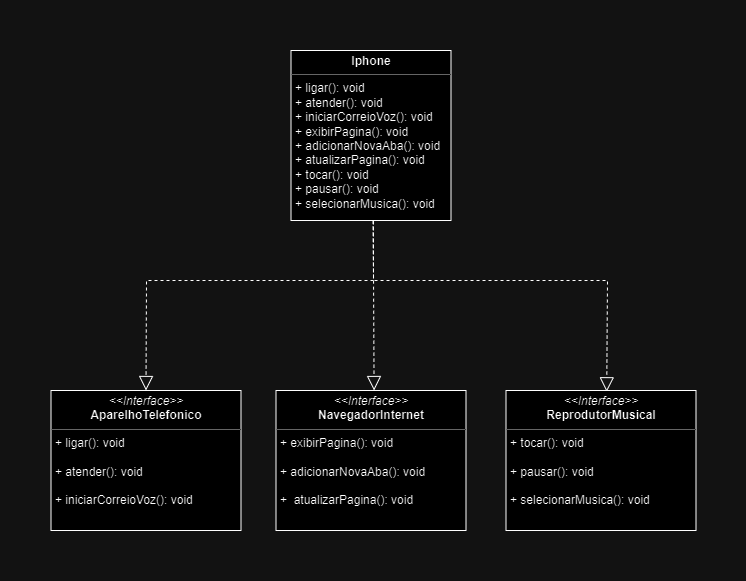 Iphone
+ ligar(): void
+ atender(): void
+ iniciarCorreioVoz(): void
+ exibirPagina(): void
+ adicionarNovaAba(): void
+ atualizarPagina(): void
+ tocar(): void
+ pausar(): void
+ selecionarMusica(): void
<<Interface>>
AparelhoTelefonico
+ ligar(): void
+ atender(): void
+ iniciarCorreioVoz(): void
<<Interface>>
NavegadorInternet
+ exibirPagina(): void
+ adicionarNovaAba(): void
+ atualizarPagina(): void
<<Interface>>
ReprodutorMusical
+ tocar(): void
+ pausar(): void
+ selecionarMusica(): void